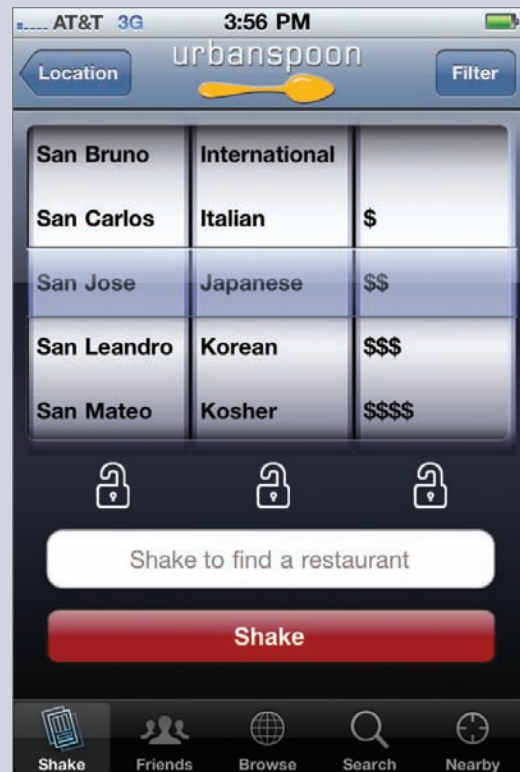 AT&T 3G 3:56 PM
Location urbanspoon Filter
San Bruno International
San Carlos Italian $
San Jose Japanese $$
San Leandro Korean $$$
San Mateo Kosher $$$$
Shake to find a restaurant
Shake
Shake Friends Browse Search Nearby